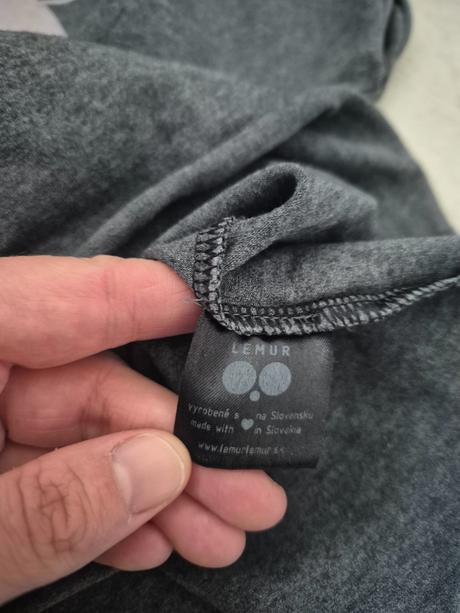 LEMUR
vyrobené s ♥ na Slovensku
made with ♥ in Slovakia
www.lemurlemur.sk